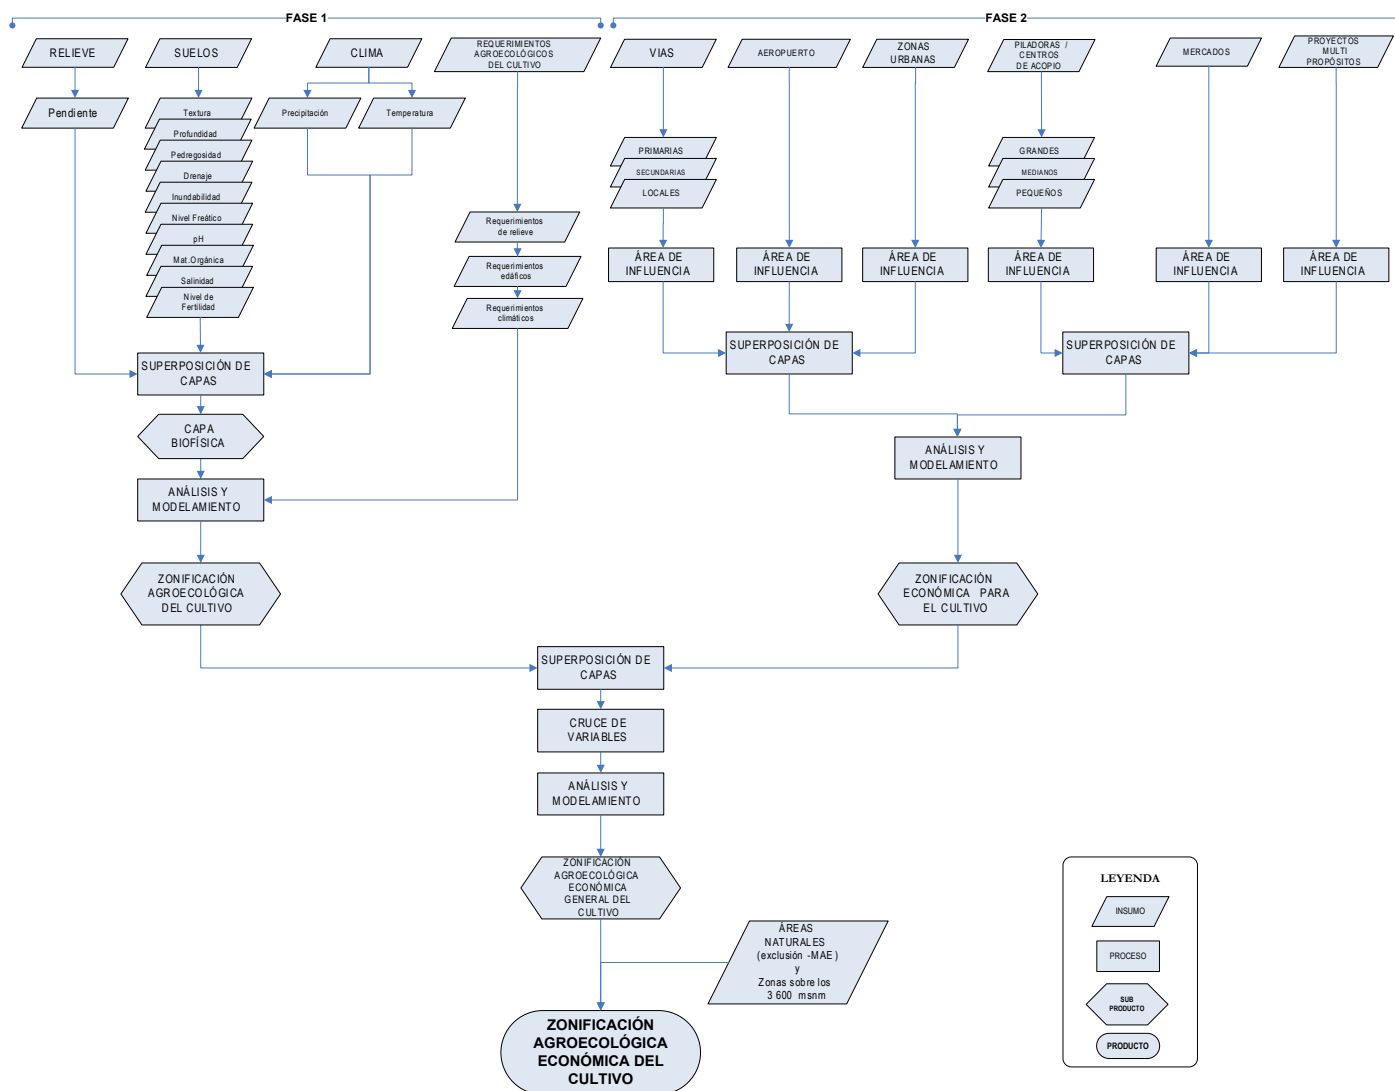 FASE 1
FASE 2
RELIEVE
SUELOS
CLIMA
REQUERIMIENTOS
AGROECOLÓGICOS
DEL CULTIVO
VIAS
AEROPUERTO
ZONAS
URBANAS
PILADORAS /
CENTROS
DE ACOPIO
MERCADOS
PROYECTOS
MULTI
PROPÓSITOS
Pendiente
Textura
Profundidad
Pedregosidad
Drenaje
Inundabilidad
Nivel Freático
pH
Mat.Orgánica
Salinidad
Nivel de
Fertilidad
Precipitación
Temperatura
Requerimientos
de relieve
Requerimientos
edáficos
Requerimientos
climáticos
PRIMARIAS
SECUNDARIAS
LOCALES
GRANDES
MEDIANOS
PEQUEÑOS
ÁREA DE
INFLUENCIA
ÁREA DE
INFLUENCIA
ÁREA DE
INFLUENCIA
ÁREA DE
INFLUENCIA
ÁREA DE
INFLUENCIA
ÁREA DE
INFLUENCIA
SUPERPOSICIÓN DE
CAPAS
SUPERPOSICIÓN DE
CAPAS
SUPERPOSICIÓN DE
CAPAS
CAPA
BIOFÍSICA
ANÁLISIS Y
MODELAMIENTO
ANÁLISIS Y
MODELAMIENTO
ZONIFICACIÓN
AGROECOLÓGICA
DEL CULTIVO
ZONIFICACIÓN
ECONÓMICA PARA
EL CULTIVO
SUPERPOSICIÓN DE
CAPAS
CRUCE DE
VARIABLES
ANÁLISIS Y
MODELAMIENTO
ZONIFICACIÓN
AGROECOLÓGICA
ECONÓMICA
GENERAL DEL
CULTIVO
ÁREAS
NATURALES
(exclusión -MAE)
y
Zonas sobre los
3 600 msnm
ZONIFICACIÓN
AGROECOLÓGICA
ECONÓMICA DEL
CULTIVO
LEYENDA
INSUMO
PROCESO
SUB
PRODUCTO
PRODUCTO